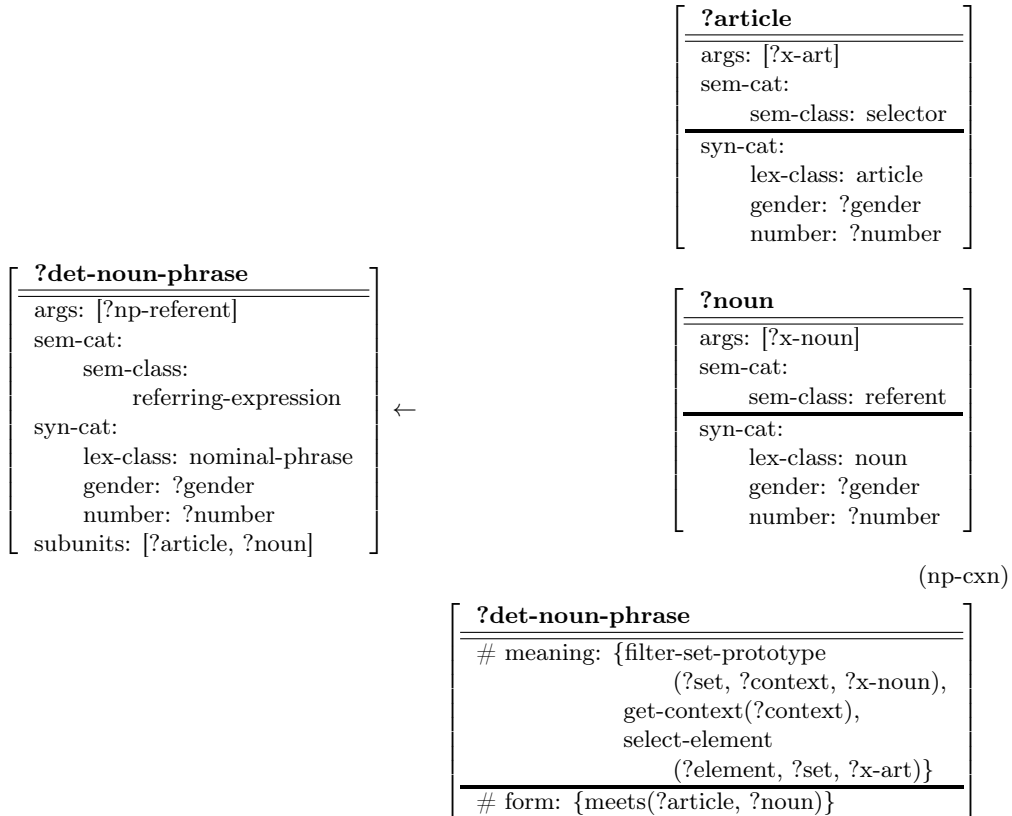 ?article
args: [?x-art]
sem-cat:
sem-class: selector
syn-cat:
lex-class: article
gender: ?gender
number: ?number
?det-noun-phrase
args: [?np-referent]
sem-cat:
sem-class:
referring-expression
syn-cat:
lex-class: nominal-phrase
gender: ?gender
number: ?number
subunits: [?article, ?noun]
←
?noun
args: [?x-noun]
sem-cat:
sem-class: referent
syn-cat:
lex-class: noun
gender: ?gender
number: ?number
(np-cxn)
?det-noun-phrase
# meaning: {filter-set-prototype
(?set, ?context, ?x-noun),
get-context(?context),
select-element
(?element, ?set, ?x-art)}
# form: {meets(?article, ?noun)}